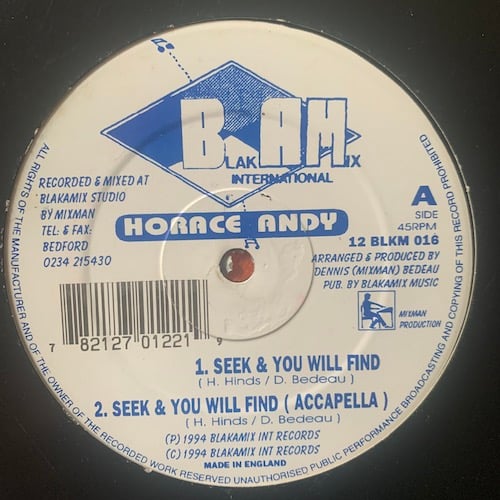 BLAK AM MIX
INTERNATIONAL
HORACE ANDY
RECORDED & MIXED AT
BLAKAMIX STUDIO
BY MIXMAN
TEL: & FAX:
BEDFORD
0234 215430
A
SIDE
45RPM
12 BLKM 016
ARRANGED & PRODUCED BY
DENNIS (MIXMAN) BEDEAU
PUB. BY BLAKAMIX MUSIC
MIXMAN
PRODUCTION
7 82127 01221 9
1. SEEK & YOU WILL FIND
( H. Hinds / D. Bedeau )
2. SEEK & YOU WILL FIND ( ACCAPELLA )
( H. Hinds / D. Bedeau )
(P) 1994 BLAKAMIX INT RECORDS
(C) 1994 BLAKAMIX INT RECORDS
MADE IN ENGLAND
ALL RIGHTS OF THE MANUFACTURER AND OF THE OWNER OF THE RECORDED WORK RESERVED UNAUTHORISED PUBLIC PERFORMANCE BROADCASTING AND COPYING OF THIS RECORD PROHIBITED